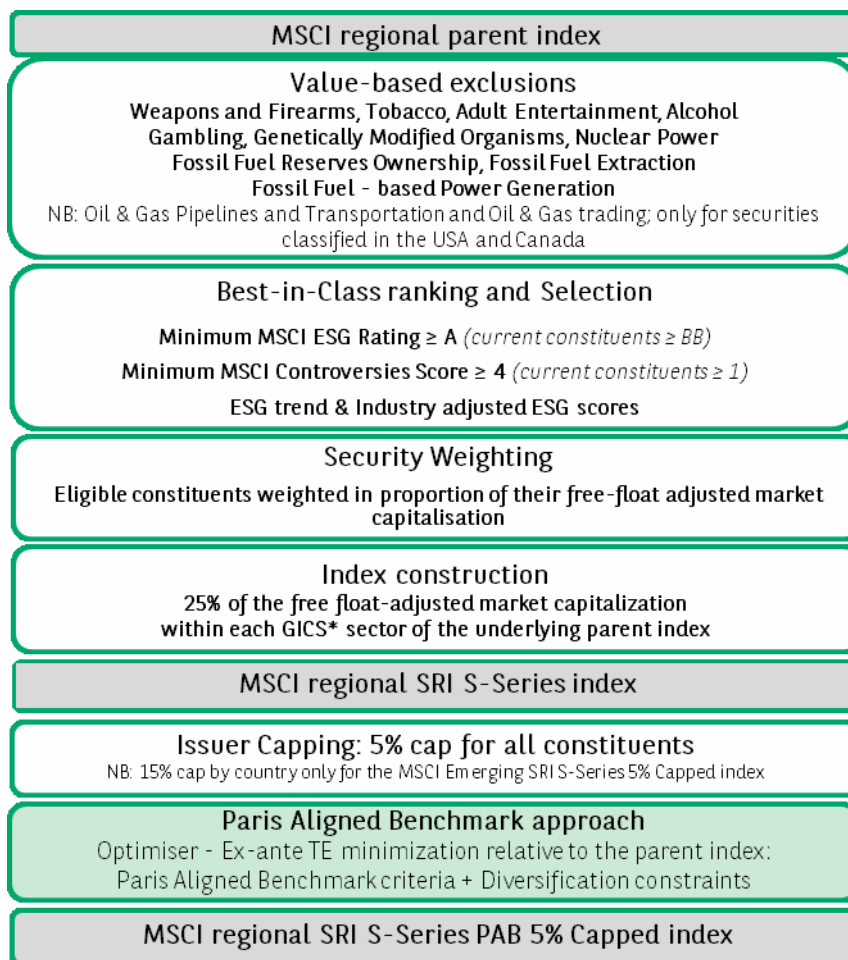 MSCI regional parent index
Value-based exclusions
Weapons and Firearms, Tobacco, Adult Entertainment, Alcohol
Gambling, Genetically Modified Organisms, Nuclear Power
Fossil Fuel Reserves Ownership, Fossil Fuel Extraction
Fossil Fuel - based Power Generation
NB: Oil & Gas Pipelines and Transportation and Oil & Gas trading; only for securities
classified in the USA and Canada
Best-in-Class ranking and Selection
Minimum MSCI ESG Rating ≥ A (current constituents ≥ BB)
Minimum MSCI Controversies Score ≥ 4 (current constituents ≥ 1)
ESG trend & Industry adjusted ESG scores
Security Weighting
Eligible constituents weighted in proportion of their free-float adjusted market
capitalisation
Index construction
25% of the free float-adjusted market capitalization
within each GICS* sector of the underlying parent index
MSCI regional SRI S-Series index
Issuer Capping: 5% cap for all constituents
NB: 15% cap by country only for the MSCI Emerging SRI S-Series 5% Capped index
Paris Aligned Benchmark approach
Optimiser - Ex-ante TE minimization relative to the parent index:
Paris Aligned Benchmark criteria + Diversification constraints
MSCI regional SRI S-Series PAB 5% Capped index